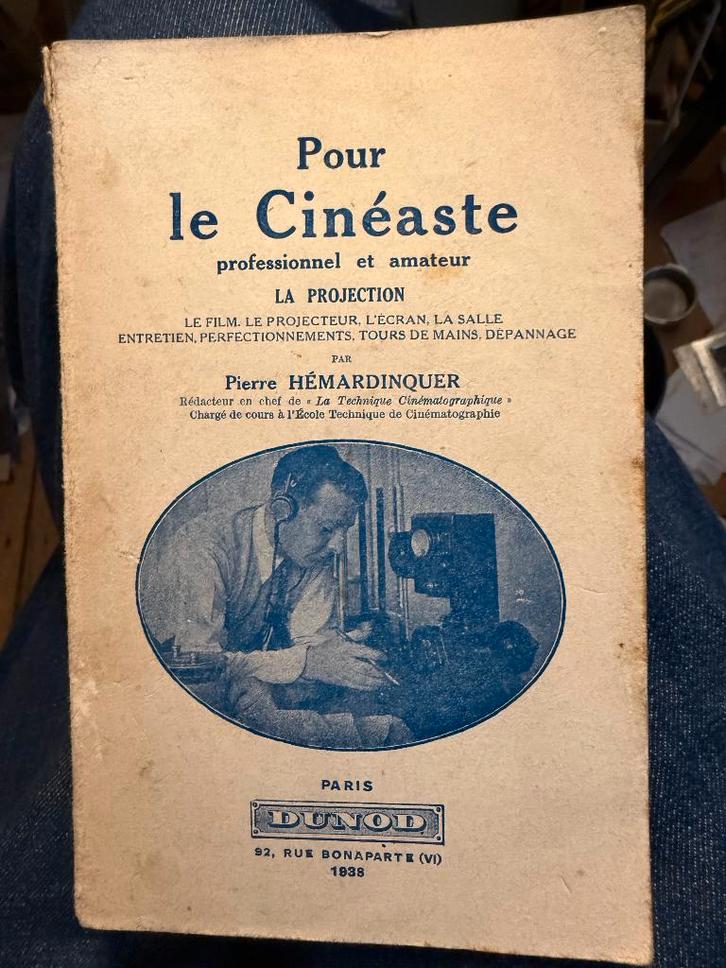 Pour
le Cinéaste
professionnel et amateur
LA PROJECTION
LE FILM. LE PROJECTEUR, L'ÉCRAN, LA SALLE
ENTRETIEN, PERFECTIONNEMENTS, TOURS DE MAINS, DÉPANNAGE
PAR
Pierre HÉMARDINQUER
Rédacteur en chef de « La Technique Cinématographique »
Chargé de cours à l'École Technique de Cinématographie
PARIS
DUNOD
92, RUE BONAPARTE (VI)
1938